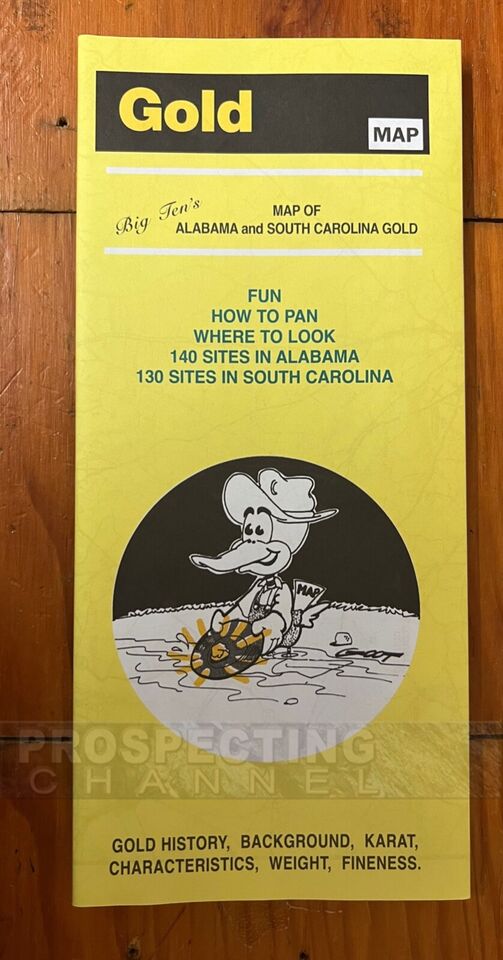 Gold
MAP
Big Ten's
MAP OF
ALABAMA and SOUTH CAROLINA GOLD
FUN
HOW TO PAN
WHERE TO LOOK
140 SITES IN ALABAMA
130 SITES IN SOUTH CAROLINA
MAP
GOOT
PROSPECTING
CHANNEL
GOLD HISTORY, BACKGROUND, KARAT,
CHARACTERISTICS, WEIGHT, FINENESS.